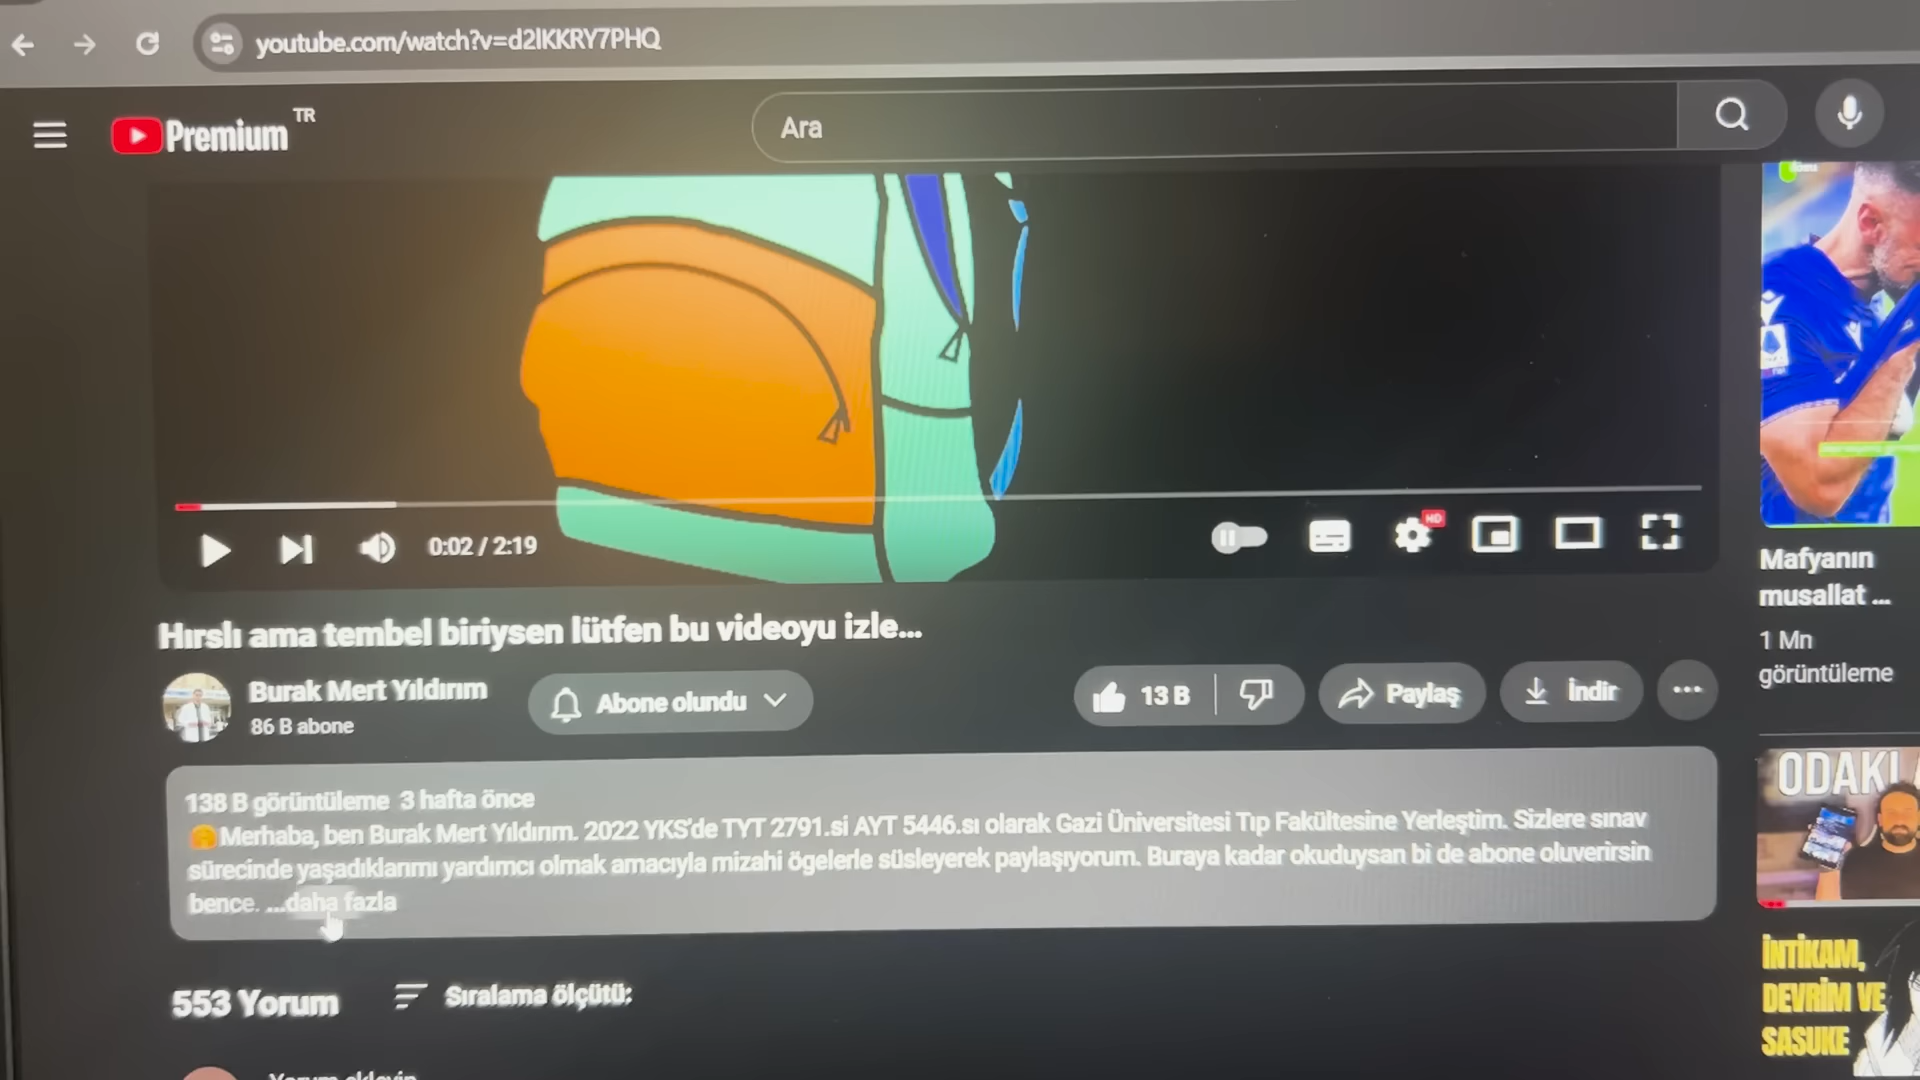 youtube.com/watch?v=d2lKKRY7PHQ
Premium TR
Ara
0:02 / 2:19
HD
Hırslı ama tembel biriysen lütfen bu videoyu izle...
Burak Mert Yıldırım
86 B abone
Abone olundu
13 B
Paylaş
İndir
138 B görüntüleme 3 hafta önce
Merhaba, ben Burak Mert Yıldırım. 2022 YKS'de TYT 2791.si AYT 5446.sı olarak Gazi Üniversitesi Tıp Fakültesine Yerleştim. Sizlere sınav
sürecinde yaşadıklarımı yardımcı olmak amacıyla mizahi ögelerle süsleyerek paylaşıyorum. Buraya kadar okuduysan bi de abone oluverirsin
bence. ...daha fazla
553 Yorum
Sıralama ölçütü:
Yorum ekleyin
Mafyanın
musallat ...
1 Mn
görüntüleme
ODAKLA
İNTİKAM,
DEVRİM VE
SASUKE